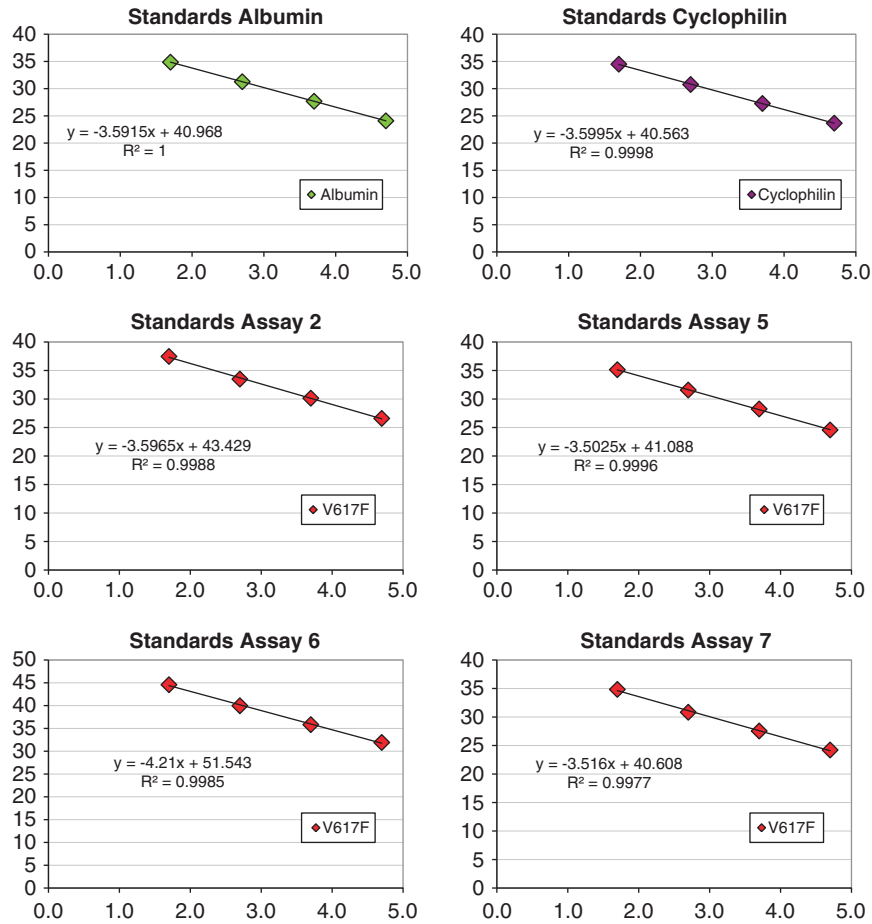 Standards Albumin
40
35
30
25
20
15
10
5
0
y = -3.5915x + 40.968
R² = 1
Albumin
0.0 1.0 2.0 3.0 4.0 5.0
Standards Cyclophilin
40
35
30
25
20
15
10
5
0
y = -3.5995x + 40.563
R² = 0.9998
Cyclophilin
0.0 1.0 2.0 3.0 4.0 5.0
Standards Assay 2
40
35
30
25
20
15
10
5
0
y = -3.5965x + 43.429
R² = 0.9988
V617F
0.0 1.0 2.0 3.0 4.0 5.0
Standards Assay 5
40
35
30
25
20
15
10
5
0
y = -3.5025x + 41.088
R² = 0.9996
V617F
0.0 1.0 2.0 3.0 4.0 5.0
Standards Assay 6
50
45
40
35
30
25
20
15
10
5
0
y = -4.21x + 51.543
R² = 0.9985
V617F
0.0 1.0 2.0 3.0 4.0 5.0
Standards Assay 7
40
35
30
25
20
15
10
5
0
y = -3.516x + 40.608
R² = 0.9977
V617F
0.0 1.0 2.0 3.0 4.0 5.0